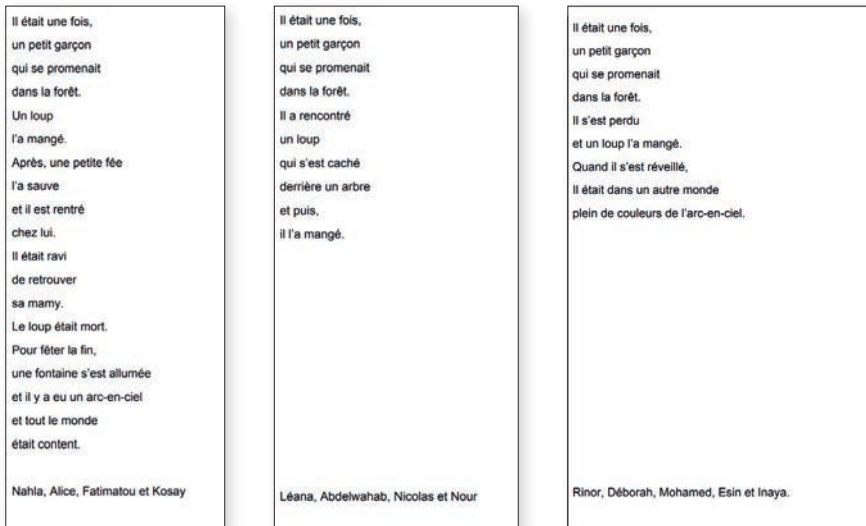 Il était une fois,
un petit garçon
qui se promenait
dans la forêt.
Un loup
l'a mangé.
Après, une petite fée
l'a sauve
et il est rentré
chez lui.
Il était ravi
de retrouver
sa mamy.
Le loup était mort.
Pour fêter la fin,
une fontaine s'est allumée
et il y a eu un arc-en-ciel
et tout le monde
était content.
Nahla, Alice, Fatimatou et Kosay
Il était une fois,
un petit garçon
qui se promenait
dans la forêt.
Il a rencontré
un loup
qui s'est caché
derrière un arbre
et puis,
il l'a mangé.
Léana, Abdelwahab, Nicolas et Nour
Il était une fois,
un petit garçon
qui se promenait
dans la forêt.
Il s'est perdu
et un loup l'a mangé.
Quand il s'est réveillé,
Il était dans un autre monde
plein de couleurs de l'arc-en-ciel.
Rinor, Déborah, Mohamed, Esin et Inaya.